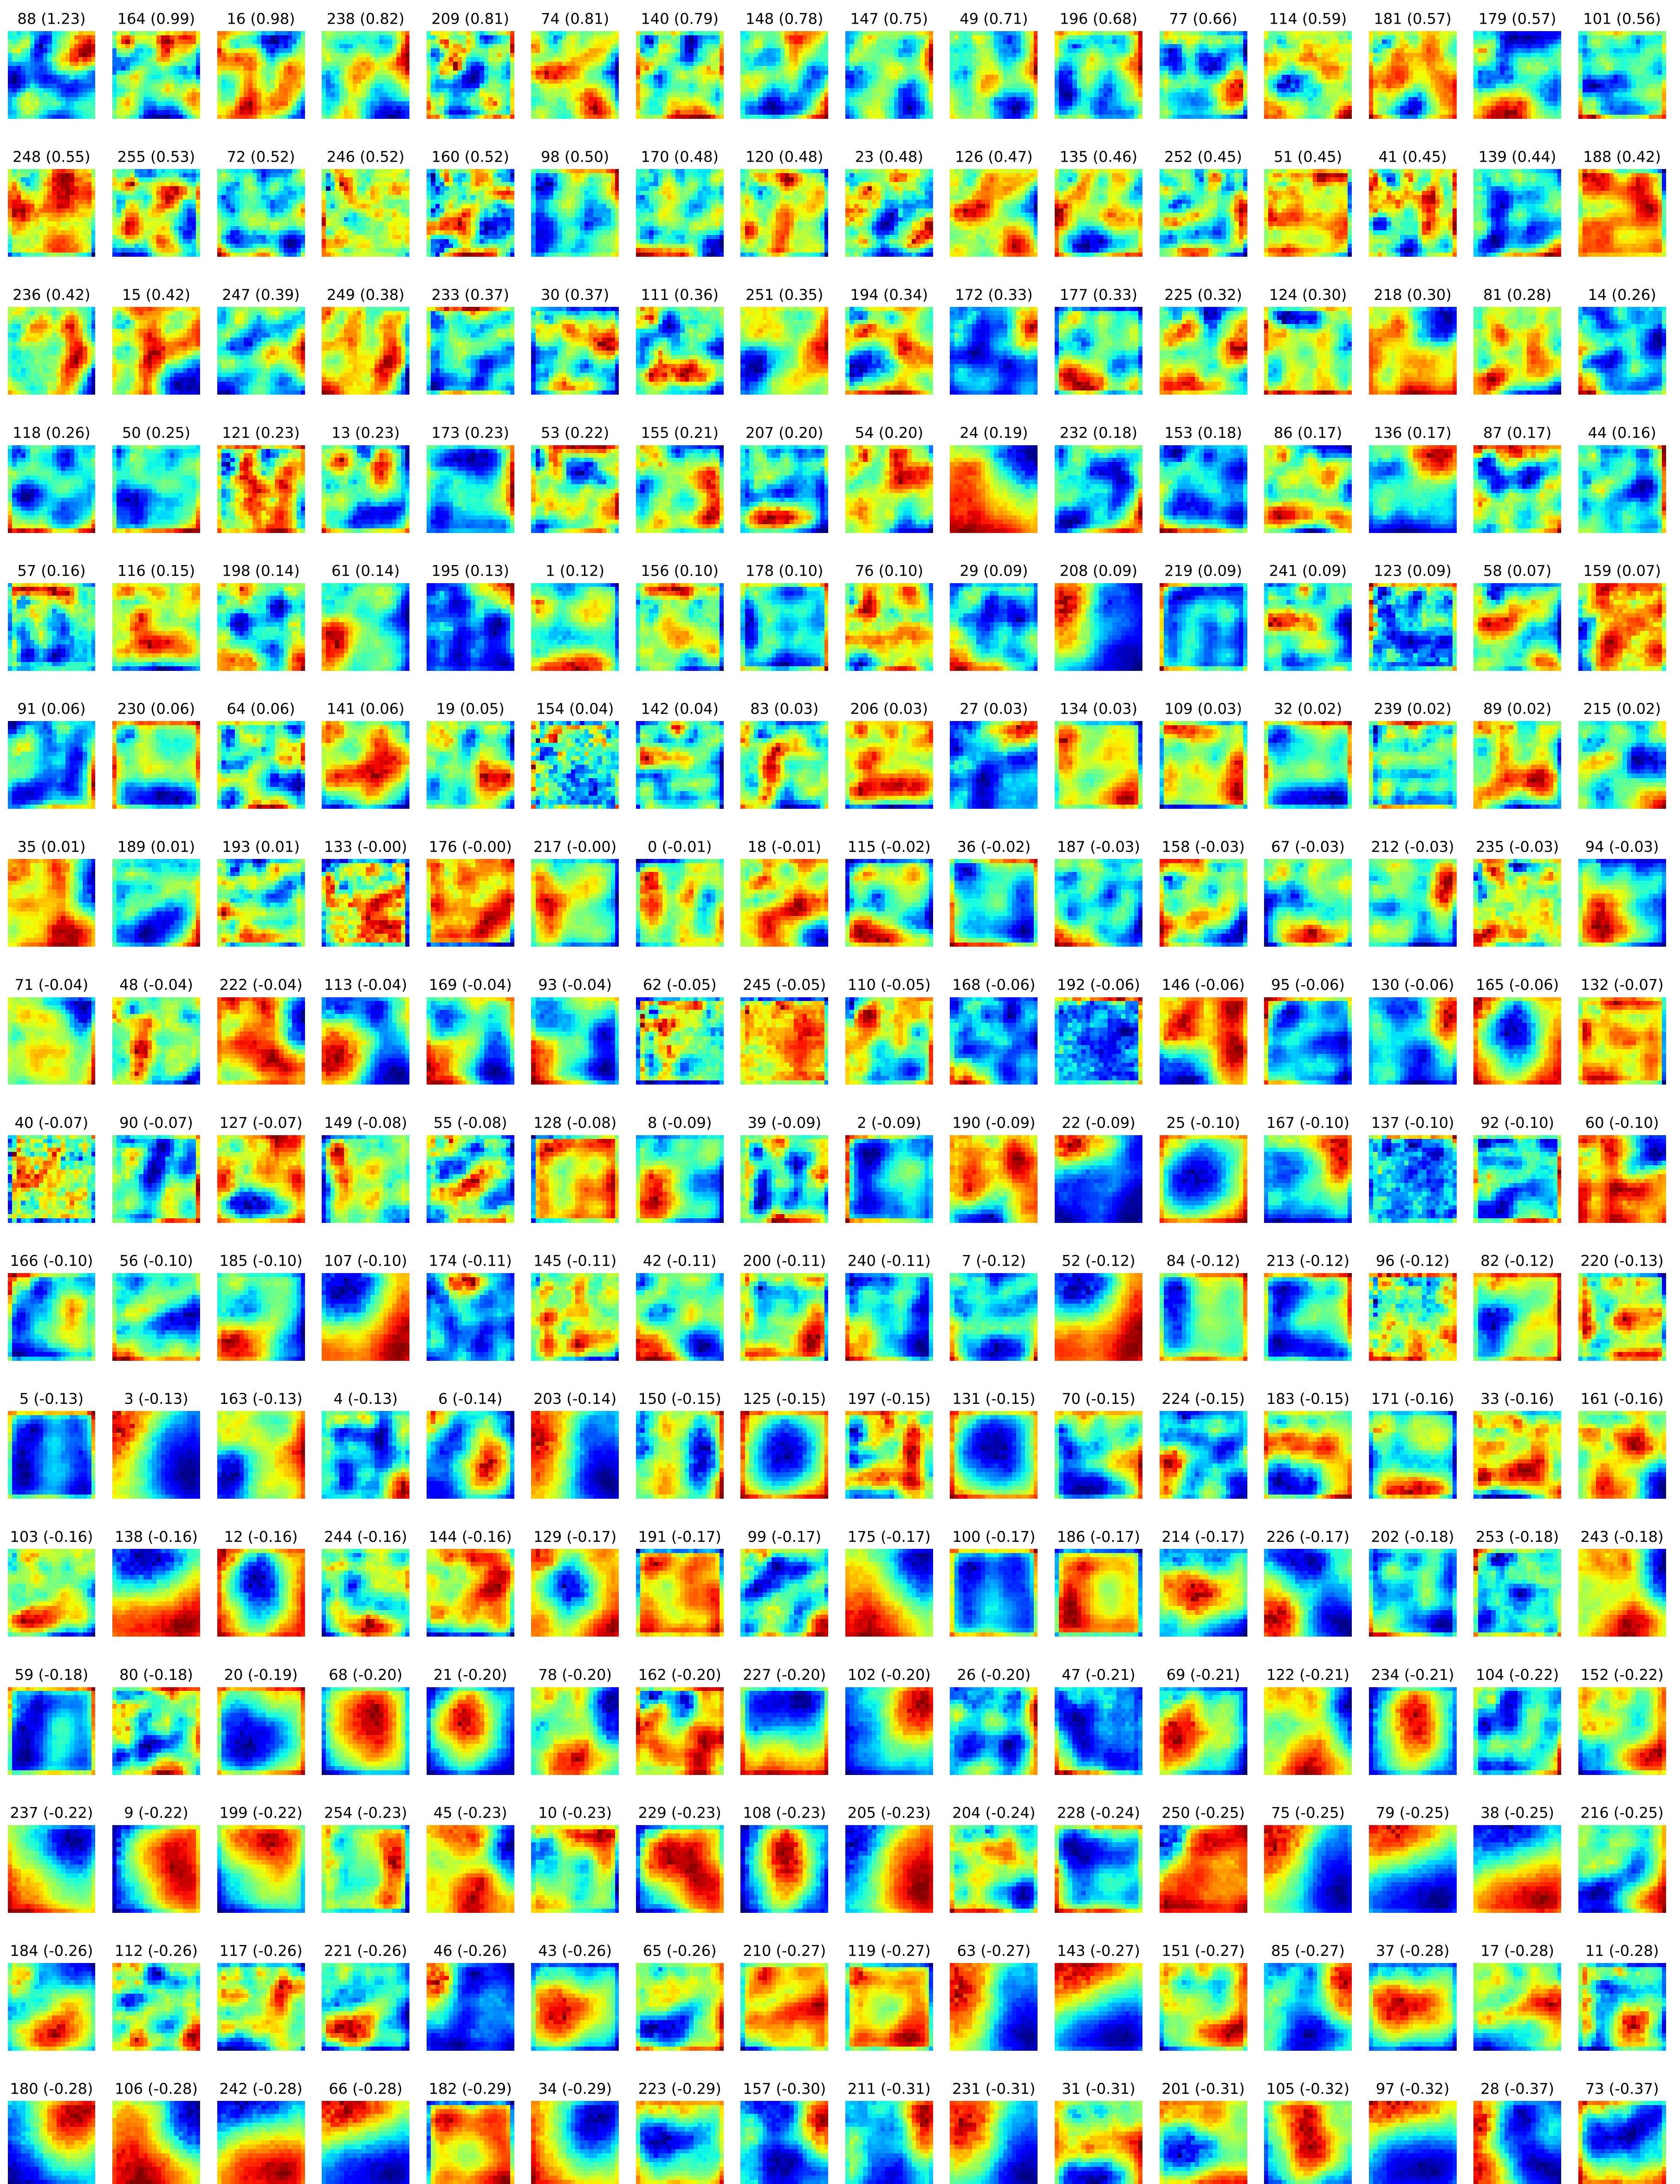 88 (1.23) 164 (0.99) 16 (0.98) 238 (0.82) 209 (0.81) 74 (0.81) 140 (0.79) 148 (0.78) 147 (0.75) 49 (0.71) 196 (0.68) 77 (0.66) 114 (0.59) 181 (0.57) 179 (0.57) 101 (0.56)
248 (0.55) 255 (0.53) 72 (0.52) 246 (0.52) 160 (0.52) 98 (0.50) 170 (0.48) 120 (0.48) 23 (0.48) 126 (0.47) 135 (0.46) 252 (0.45) 51 (0.45) 41 (0.45) 139 (0.44) 188 (0.42)
236 (0.42) 15 (0.42) 247 (0.39) 249 (0.38) 233 (0.37) 30 (0.37) 111 (0.36) 251 (0.35) 194 (0.34) 172 (0.33) 177 (0.33) 225 (0.32) 124 (0.30) 218 (0.30) 81 (0.28) 14 (0.26)
118 (0.26) 50 (0.25) 121 (0.23) 13 (0.23) 173 (0.23) 53 (0.22) 155 (0.21) 207 (0.20) 54 (0.20) 24 (0.19) 232 (0.18) 153 (0.18) 86 (0.17) 136 (0.17) 87 (0.17) 44 (0.16)
57 (0.16) 116 (0.15) 198 (0.14) 61 (0.14) 195 (0.13) 1 (0.12) 156 (0.10) 178 (0.10) 76 (0.10) 29 (0.09) 208 (0.09) 219 (0.09) 241 (0.09) 123 (0.09) 58 (0.07) 159 (0.07)
91 (0.06) 230 (0.06) 64 (0.06) 141 (0.06) 19 (0.05) 154 (0.04) 142 (0.04) 83 (0.03) 206 (0.03) 27 (0.03) 134 (0.03) 109 (0.03) 32 (0.02) 239 (0.02) 89 (0.02) 215 (0.02)
35 (0.01) 189 (0.01) 193 (0.01) 133 (-0.00) 176 (-0.00) 217 (-0.00) 0 (-0.01) 18 (-0.01) 115 (-0.02) 36 (-0.02) 187 (-0.03) 158 (-0.03) 67 (-0.03) 212 (-0.03) 235 (-0.03) 94 (-0.03)
71 (-0.04) 48 (-0.04) 222 (-0.04) 113 (-0.04) 169 (-0.04) 93 (-0.04) 62 (-0.05) 245 (-0.05) 110 (-0.05) 168 (-0.06) 192 (-0.06) 146 (-0.06) 95 (-0.06) 130 (-0.06) 165 (-0.06) 132 (-0.07)
40 (-0.07) 90 (-0.07) 127 (-0.07) 149 (-0.08) 55 (-0.08) 128 (-0.08) 8 (-0.09) 39 (-0.09) 2 (-0.09) 190 (-0.09) 22 (-0.09) 25 (-0.10) 167 (-0.10) 137 (-0.10) 92 (-0.10) 60 (-0.10)
166 (-0.10) 56 (-0.10) 185 (-0.10) 107 (-0.10) 174 (-0.11) 145 (-0.11) 42 (-0.11) 200 (-0.11) 240 (-0.11) 7 (-0.12) 52 (-0.12) 84 (-0.12) 213 (-0.12) 96 (-0.12) 82 (-0.12) 220 (-0.13)
5 (-0.13) 3 (-0.13) 163 (-0.13) 4 (-0.13) 6 (-0.14) 203 (-0.14) 150 (-0.15) 125 (-0.15) 197 (-0.15) 131 (-0.15) 70 (-0.15) 224 (-0.15) 183 (-0.15) 171 (-0.16) 33 (-0.16) 161 (-0.16)
103 (-0.16) 138 (-0.16) 12 (-0.16) 244 (-0.16) 144 (-0.16) 129 (-0.17) 191 (-0.17) 99 (-0.17) 175 (-0.17) 100 (-0.17) 186 (-0.17) 214 (-0.17) 226 (-0.17) 202 (-0.18) 253 (-0.18) 243 (-0.18)
59 (-0.18) 80 (-0.18) 20 (-0.19) 68 (-0.20) 21 (-0.20) 78 (-0.20) 162 (-0.20) 227 (-0.20) 102 (-0.20) 26 (-0.20) 47 (-0.21) 69 (-0.21) 122 (-0.21) 234 (-0.21) 104 (-0.22) 152 (-0.22)
237 (-0.22) 9 (-0.22) 199 (-0.22) 254 (-0.23) 45 (-0.23) 10 (-0.23) 229 (-0.23) 108 (-0.23) 205 (-0.23) 204 (-0.24) 228 (-0.24) 250 (-0.25) 75 (-0.25) 79 (-0.25) 38 (-0.25) 216 (-0.25)
184 (-0.26) 112 (-0.26) 117 (-0.26) 221 (-0.26) 46 (-0.26) 43 (-0.26) 65 (-0.26) 210 (-0.27) 119 (-0.27) 63 (-0.27) 143 (-0.27) 151 (-0.27) 85 (-0.27) 37 (-0.28) 17 (-0.28) 11 (-0.28)
180 (-0.28) 106 (-0.28) 242 (-0.28) 66 (-0.28) 182 (-0.29) 34 (-0.29) 223 (-0.29) 157 (-0.30) 211 (-0.31) 231 (-0.31) 31 (-0.31) 201 (-0.31) 105 (-0.32) 97 (-0.32) 28 (-0.37) 73 (-0.37)